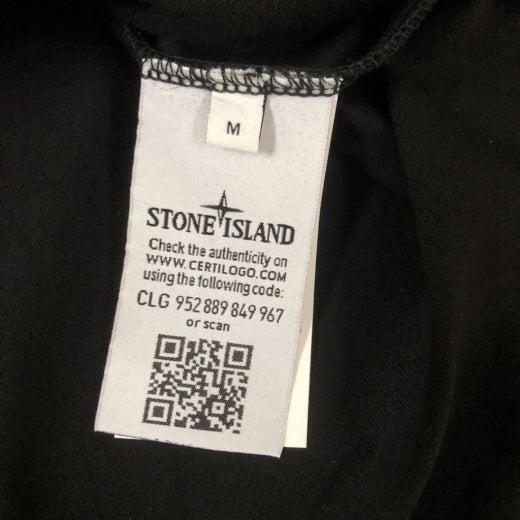 M
STONE ISLAND
Check the authenticity on
WWW.CERTILOGO.COM
using the following code:
CLG 952 889 849 967
or scan